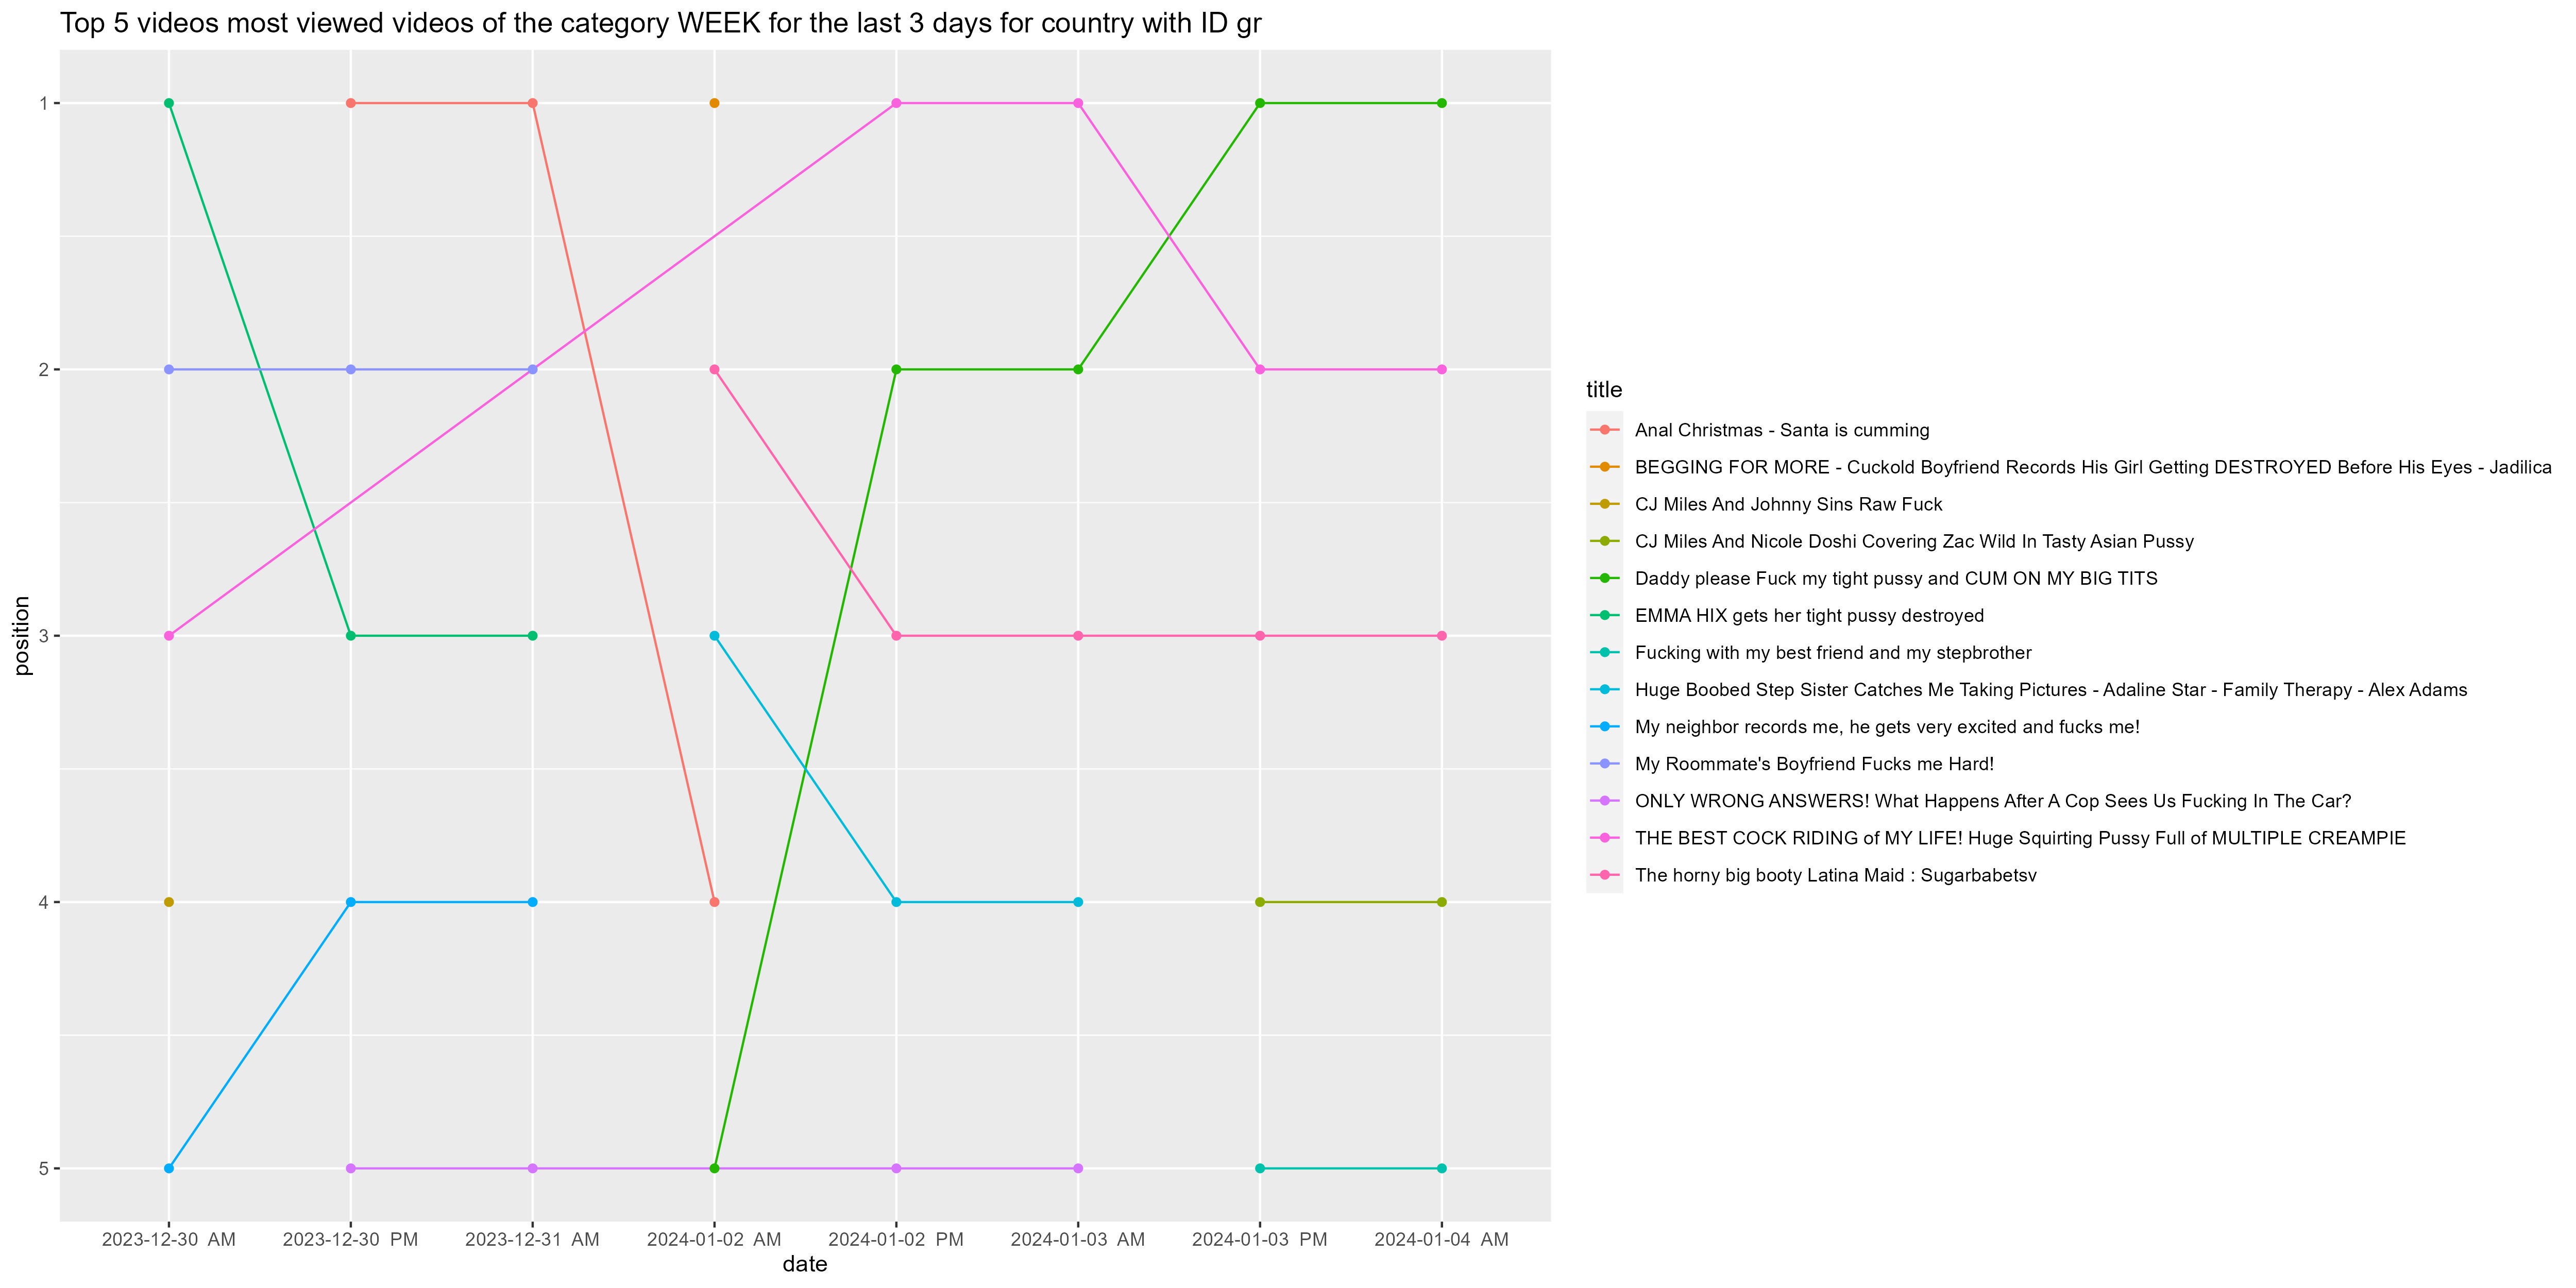 Top 5 videos most viewed videos of the category WEEK for the last 3 days for country with ID gr
1
2
3
4
5
position
2023-12-30 AM
2023-12-30 PM
2023-12-31 AM
2024-01-02 AM
2024-01-02 PM
2024-01-03 AM
2024-01-03 PM
2024-01-04 AM
date
title
Anal Christmas - Santa is cumming
BEGGING FOR MORE - Cuckold Boyfriend Records His Girl Getting DESTROYED Before His Eyes - Jadilica
CJ Miles And Johnny Sins Raw Fuck
CJ Miles And Nicole Doshi Covering Zac Wild In Tasty Asian Pussy
Daddy please Fuck my tight pussy and CUM ON MY BIG TITS
EMMA HIX gets her tight pussy destroyed
Fucking with my best friend and my stepbrother
Huge Boobed Step Sister Catches Me Taking Pictures - Adaline Star - Family Therapy - Alex Adams
My neighbor records me, he gets very excited and fucks me!
My Roommate's Boyfriend Fucks me Hard!
ONLY WRONG ANSWERS! What Happens After A Cop Sees Us Fucking In The Car?
THE BEST COCK RIDING of MY LIFE! Huge Squirting Pussy Full of MULTIPLE CREAMPIE
The horny big booty Latina Maid : Sugarbabetsv